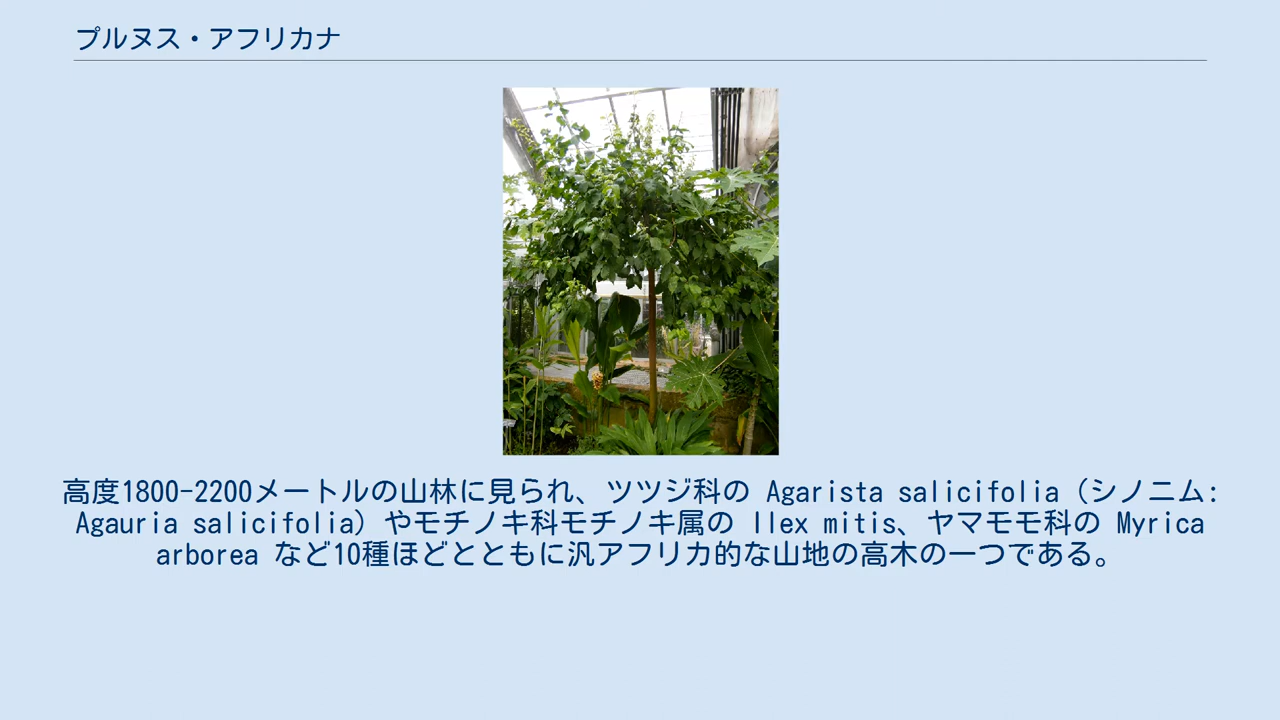 プルヌス・アフリカナ
高度1800-2200メートルの山林に見られ、ツツジ科の Agarista salicifolia（シノニム:
Agauria salicifolia）やモチノキ科モチノキ属の Ilex mitis、ヤマモモ科の Myrica
arborea など10種ほどとともに汎アフリカ的な山地の高木の一つである。